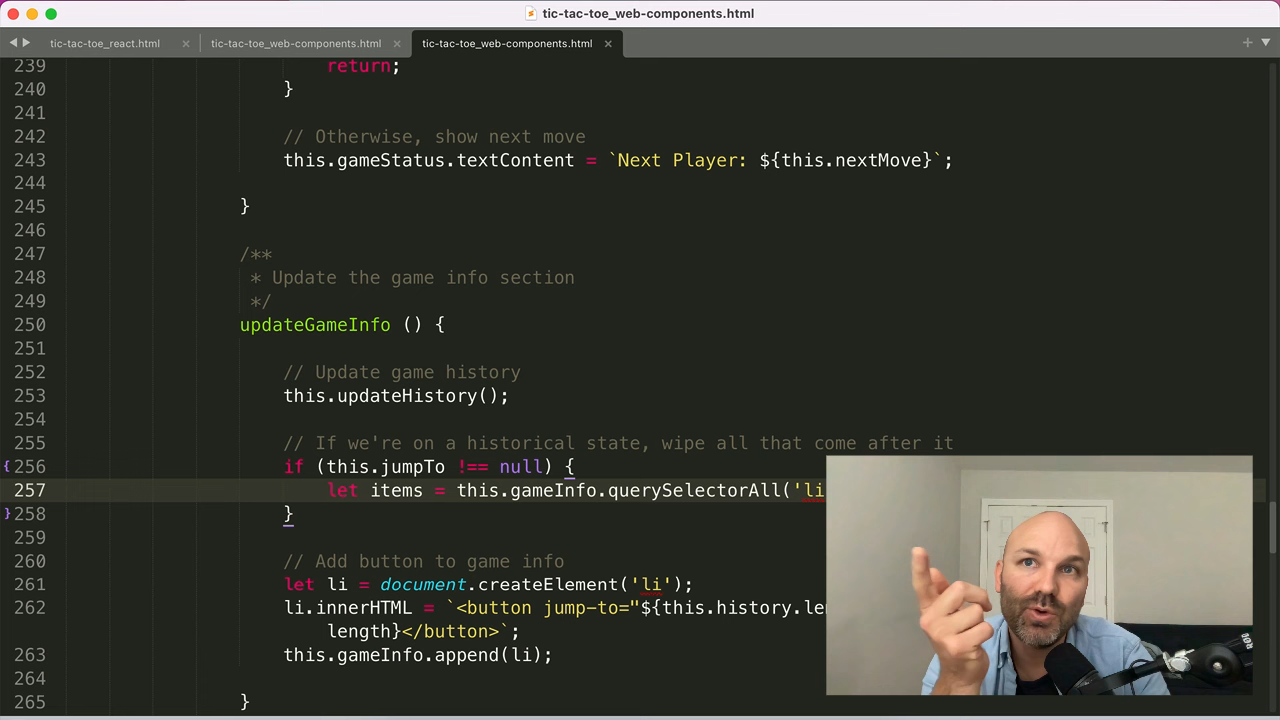 tic-tac-toe_web-components.html
tic-tac-toe_react.html × tic-tac-toe_web-components.html × tic-tac-toe_web-components.html ×
239 return;
240 }
241
242 // Otherwise, show next move
243 this.gameStatus.textContent = `Next Player: ${this.nextMove}`;
244
245 }
246
247 /**
248 * Update the game info section
249 */
250 updateGameInfo () {
251
252 // Update game history
253 this.updateHistory();
254
255 // If we're on a historical state, wipe all that come after it
256 if (this.jumpTo !== null) {
257 let items = this.gameInfo.querySelectorAll('li
258 }
259
260 // Add button to game info
261 let li = document.createElement('li');
262 li.innerHTML = `<button jump-to="${this.history.le
length}</button>`;
263 this.gameInfo.append(li);
264
265 }